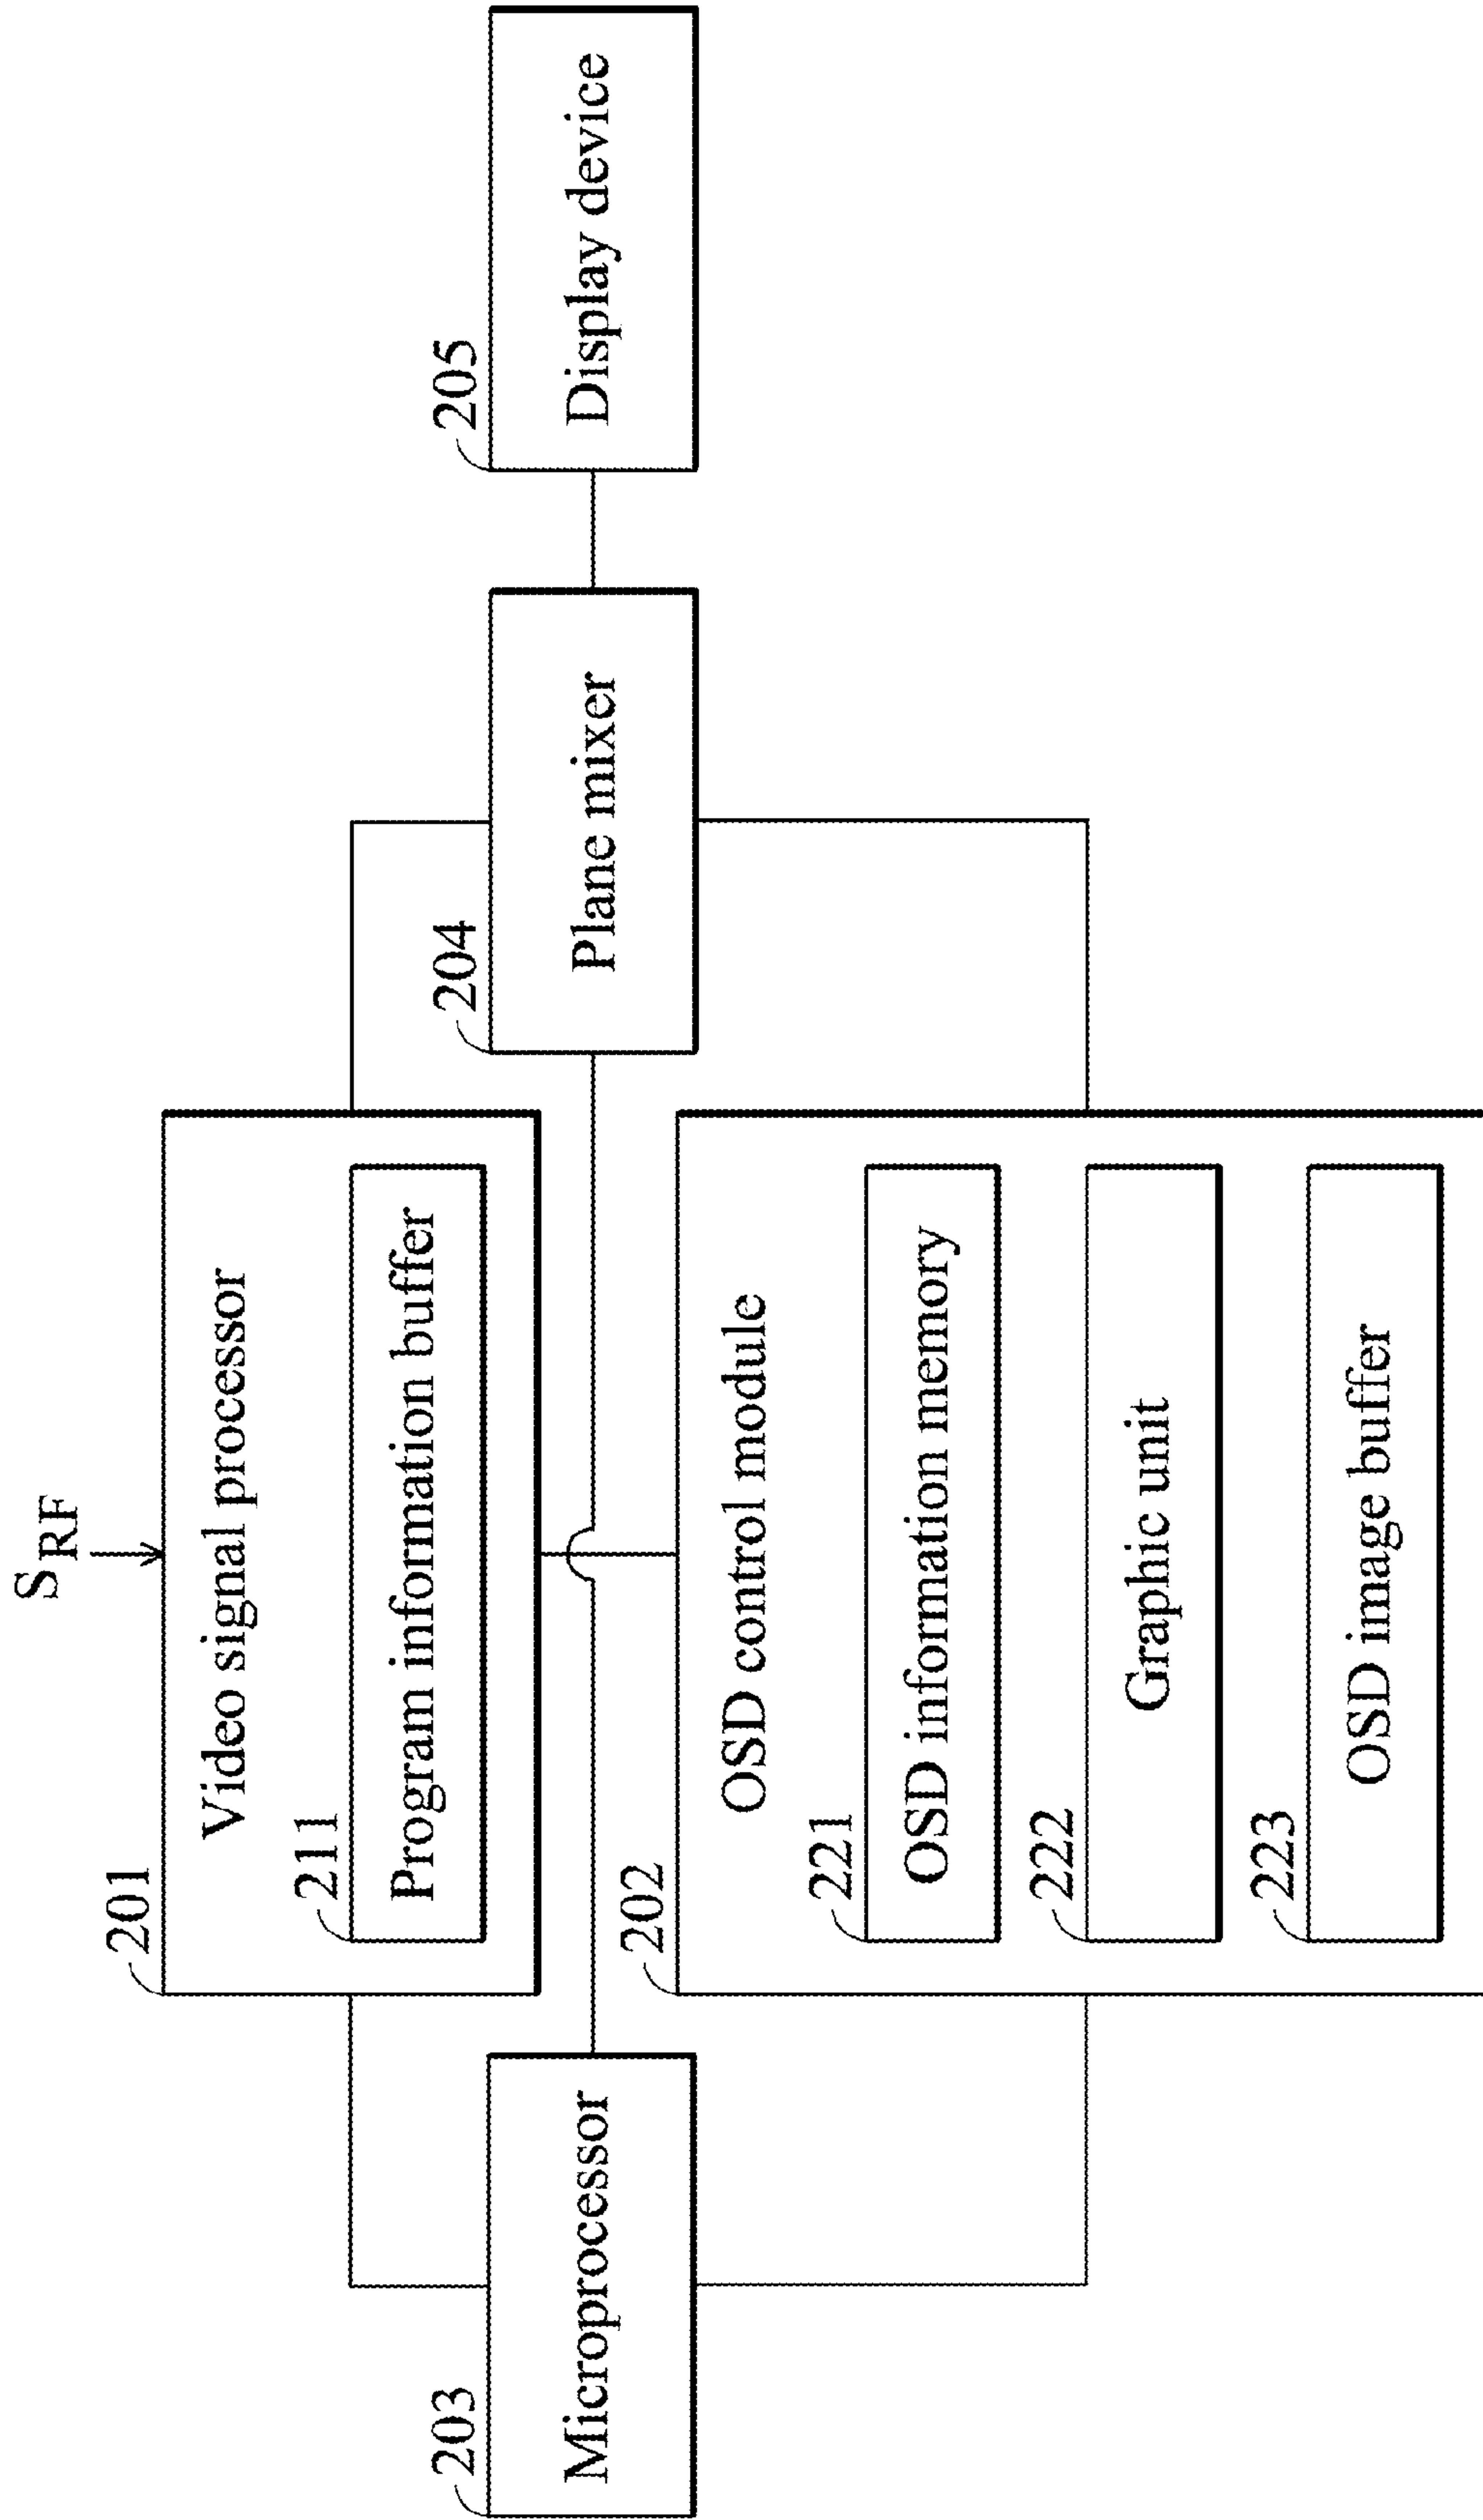 S RF
201
Video signal processor
211
Program information buffer
203
Microprocessor
204
Plane mixer
205
Display device
202
OSD control module
221
OSD information memory
222
Graphic unit
223
OSD image buffer